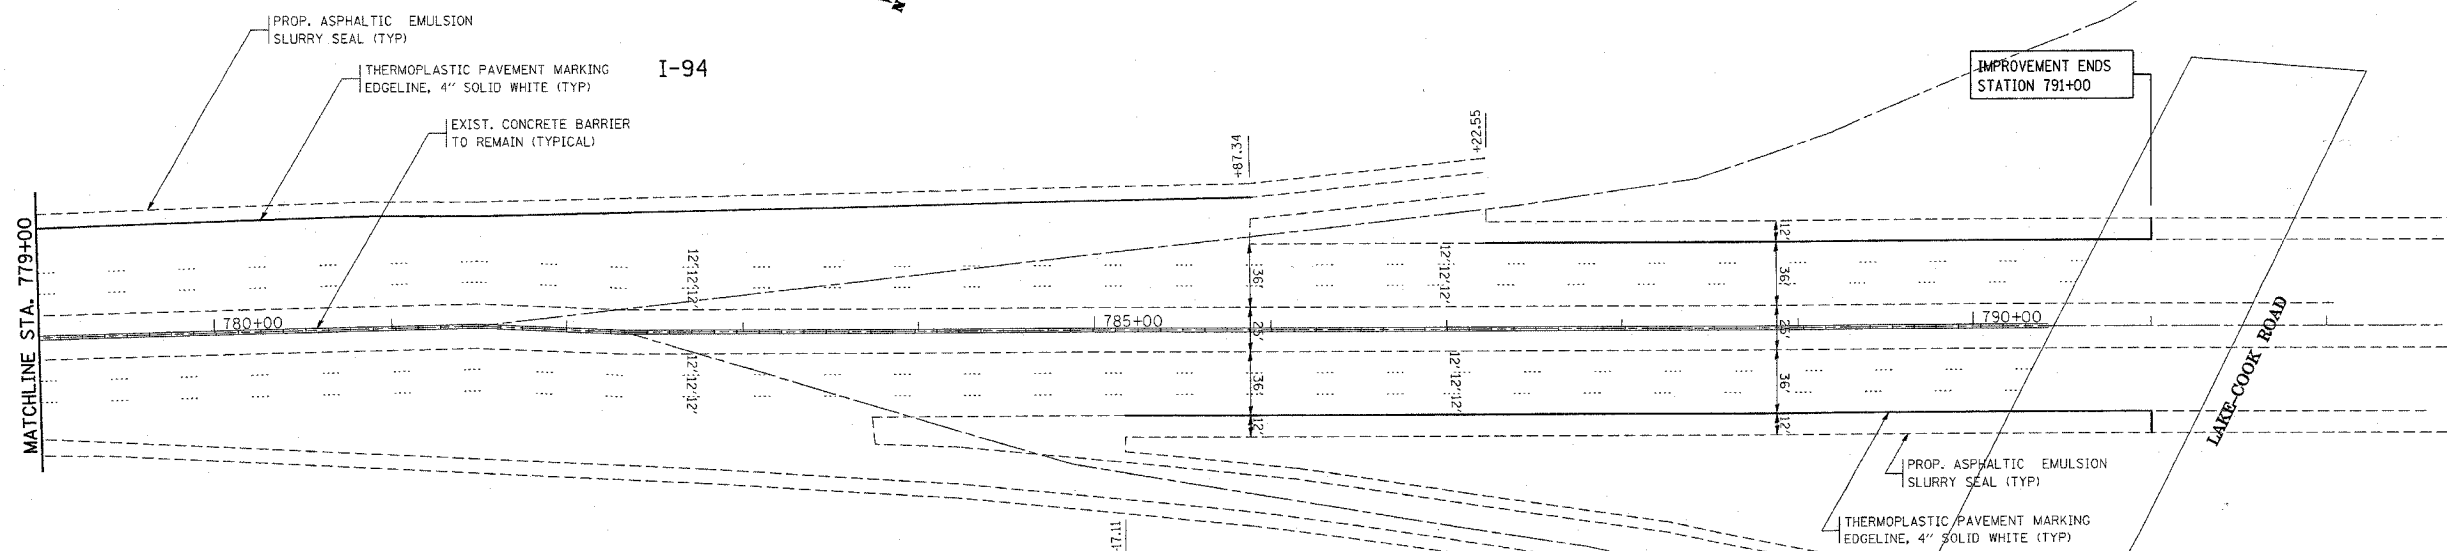 PROP. ASPHALTIC EMULSION
SLURRY SEAL (TYP)
THERMOPLASTIC PAVEMENT MARKING
EDGELINE, 4" SOLID WHITE (TYP)
I-94
EXIST. CONCRETE BARRIER
TO REMAIN (TYPICAL)
N
IMPROVEMENT ENDS
STATION 791+00
+87.34
+22.55
MATCHLINE STA. 779+00
12'12'12'12'
12'12'12'
12'
36'
36'
780+00
785+00
790+00
25'
25'
12'12'12'
12'12'12'
36'
36'
12'
12'
LAKE-COOK ROAD
PROP. ASPHALTIC EMULSION
SLURRY SEAL (TYP)
THERMOPLASTIC PAVEMENT MARKING
EDGELINE, 4" SOLID WHITE (TYP)
17.11